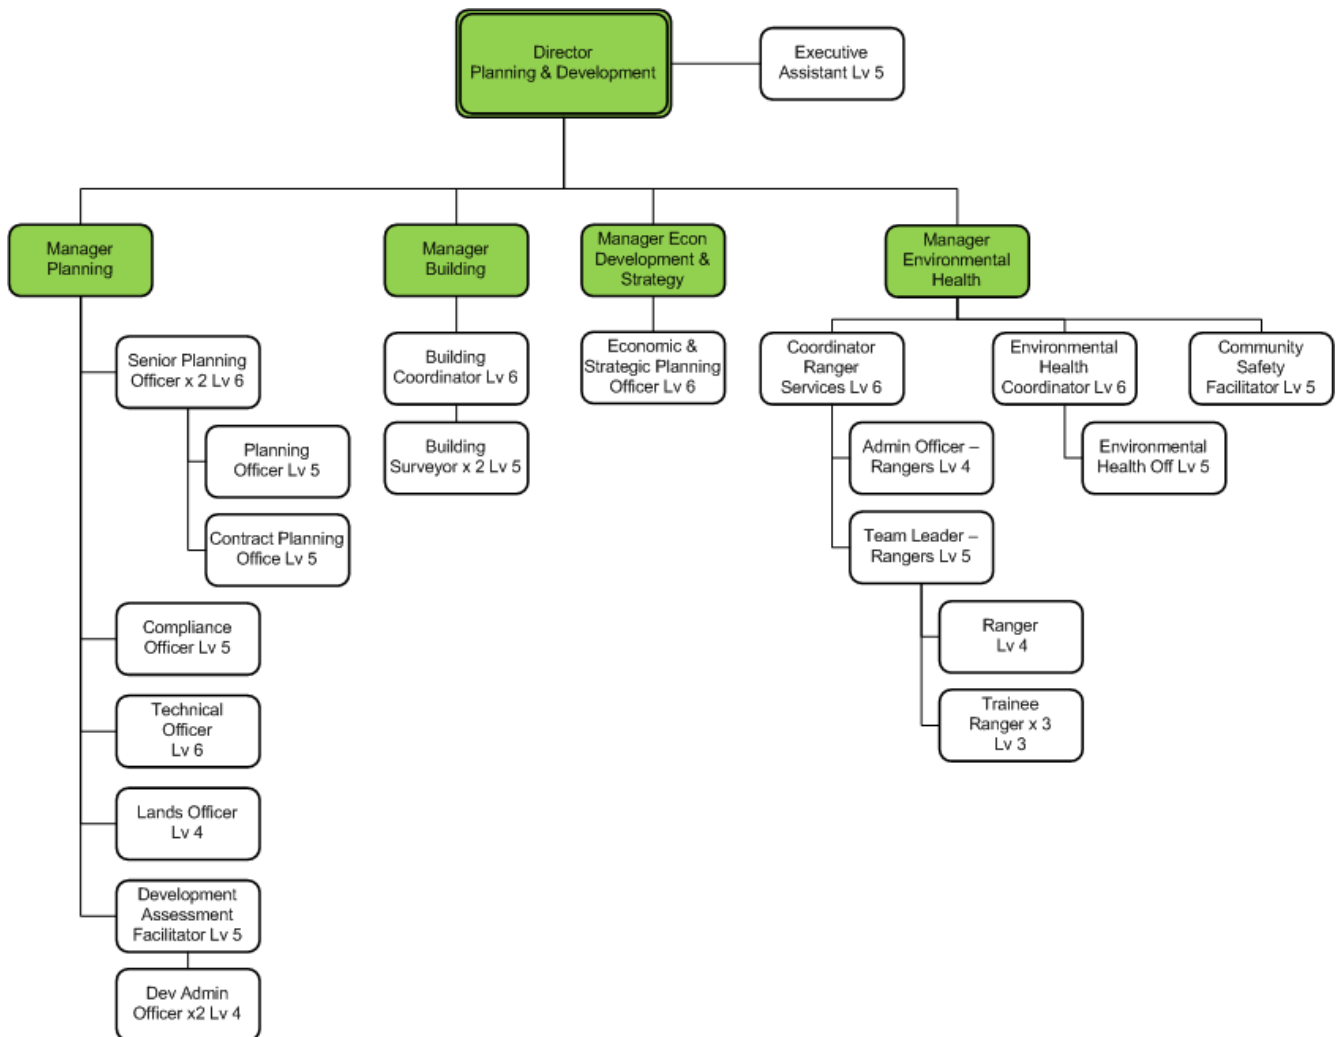 Director
Planning & Development
Executive
Assistant Lv 5
Manager
Planning
Manager
Building
Manager Econ
Development &
Strategy
Manager
Environmental
Health
Senior Planning
Officer x 2 Lv 6
Planning
Officer Lv 5
Contract Planning
Office Lv 5
Compliance
Officer Lv 5
Technical
Officer
Lv 6
Lands Officer
Lv 4
Development
Assessment
Facilitator Lv 5
Dev Admin
Officer x2 Lv 4
Building
Coordinator Lv 6
Building
Surveyor x 2 Lv 5
Economic &
Strategic Planning
Officer Lv 6
Coordinator
Ranger
Services Lv 6
Admin Officer –
Rangers Lv 4
Team Leader –
Rangers Lv 5
Ranger
Lv 4
Trainee
Ranger x 3
Lv 3
Environmental
Health
Coordinator Lv 6
Environmental
Health Off Lv 5
Community
Safety
Facilitator Lv 5